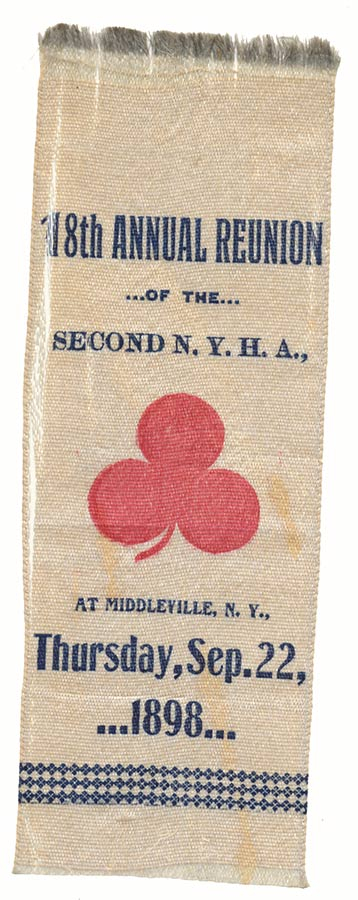 18th ANNUAL REUNION
...OF THE...
SECOND N. Y. H. A.,
AT MIDDLEVILLE, N. Y.,
Thursday, Sep. 22,
...1898...